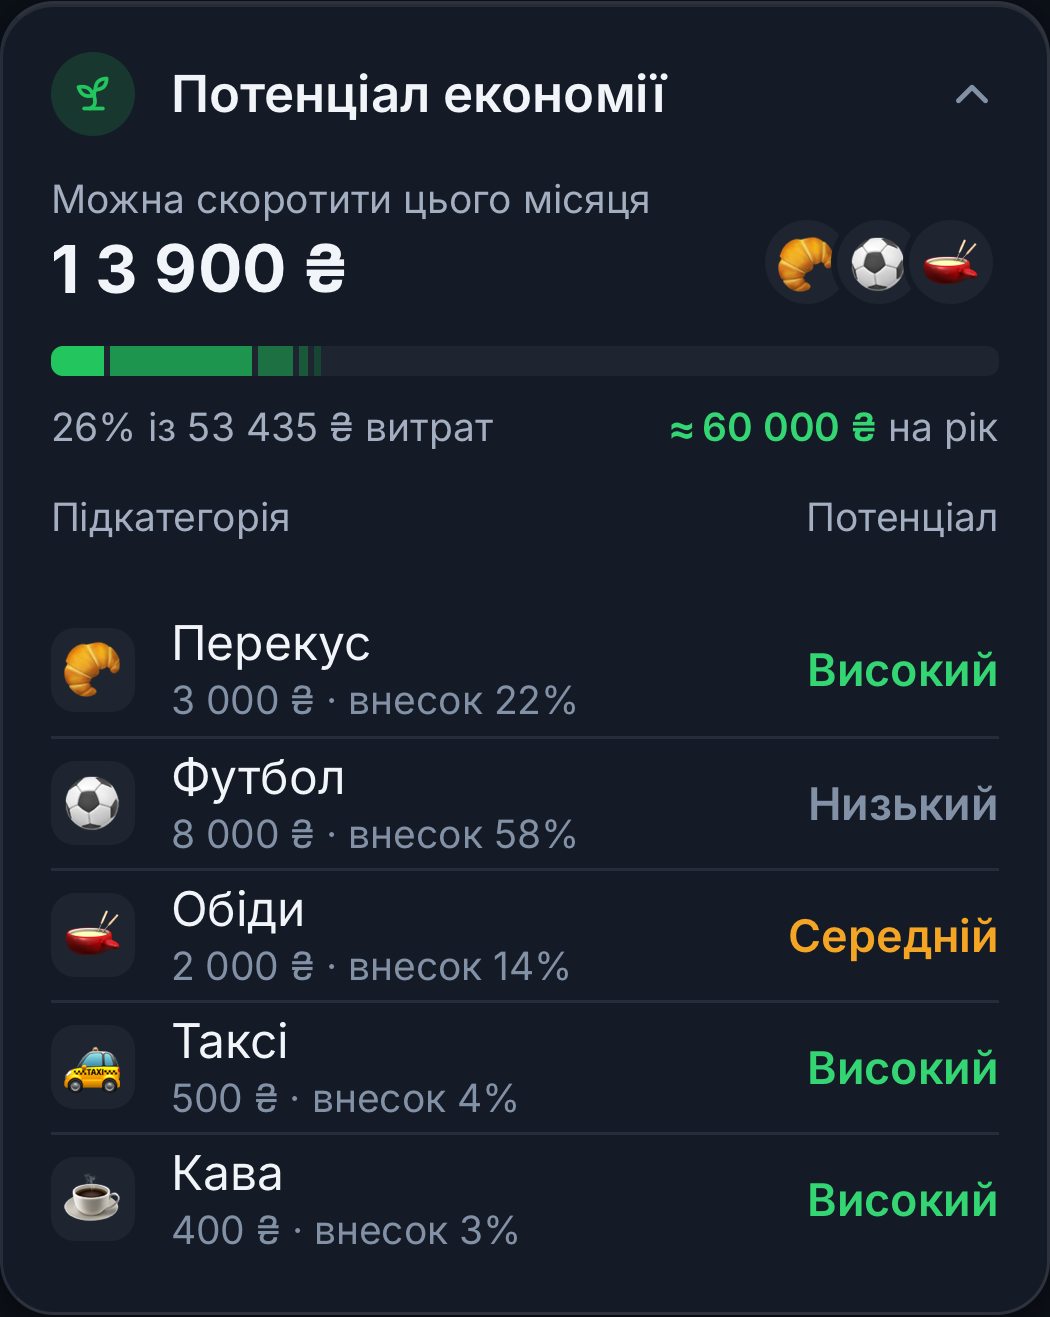 Потенціал економії
Можна скоротити цього місяця
13 900 ₴
26% із 53 435 ₴ витрат
≈ 60 000 ₴ на рік
Підкатегорія
Потенціал
Перекус
3 000 ₴ · внесок 22%
Високий
Футбол
8 000 ₴ · внесок 58%
Низький
Обіди
2 000 ₴ · внесок 14%
Середній
TAXI
Таксі
500 ₴ · внесок 4%
Високий
Кава
400 ₴ · внесок 3%
Високий